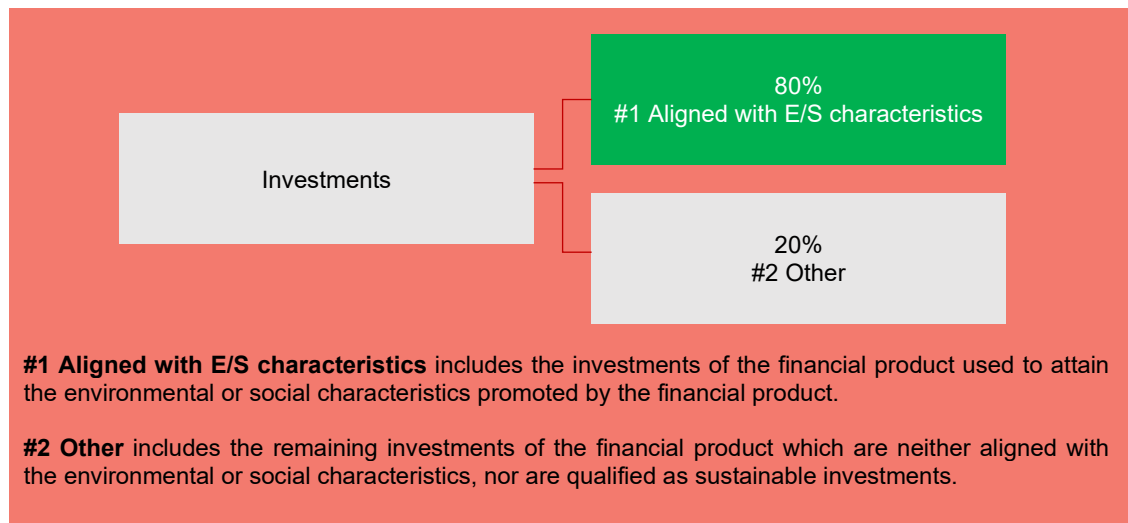 80%
#1 Aligned with E/S characteristics
Investments
20%
#2 Other
#1 Aligned with E/S characteristics includes the investments of the financial product used to attain
the environmental or social characteristics promoted by the financial product.
#2 Other includes the remaining investments of the financial product which are neither aligned with
the environmental or social characteristics, nor are qualified as sustainable investments.